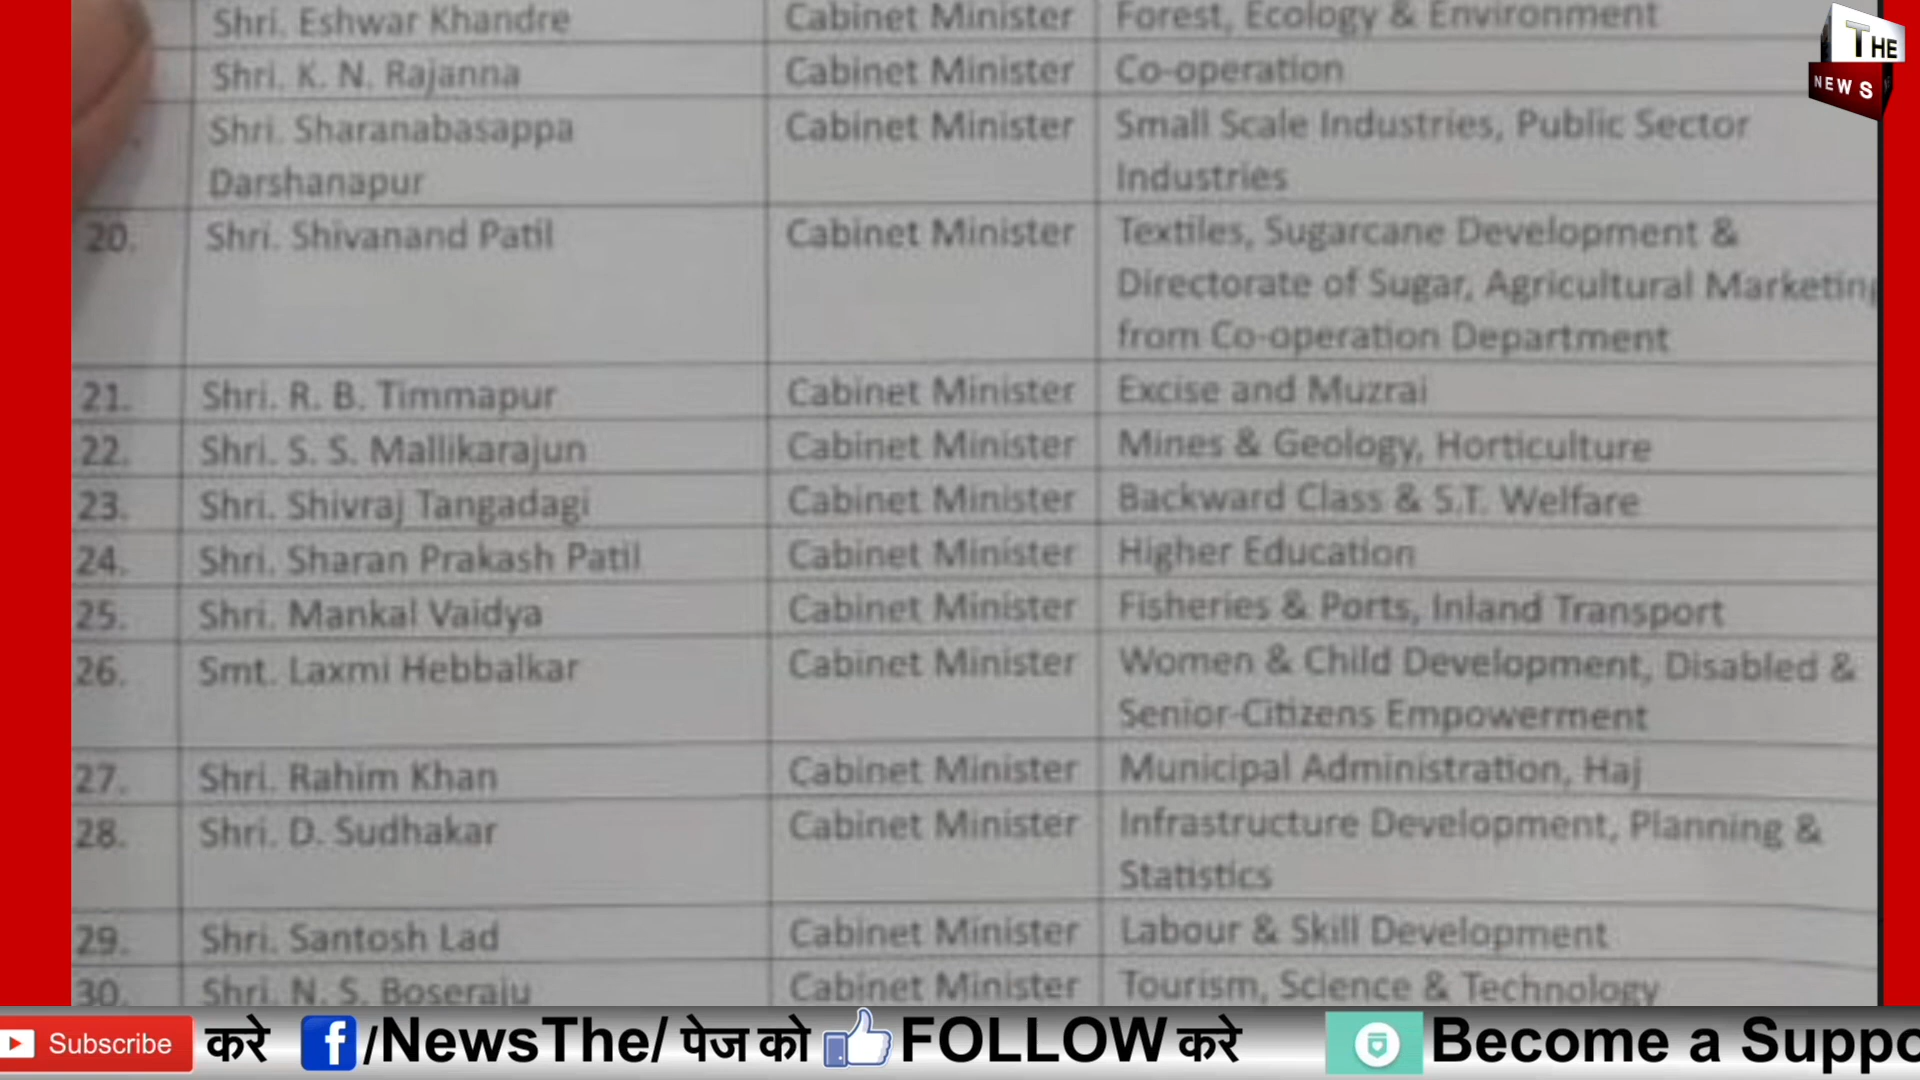 Shri. Eshwar Khandre Cabinet Minister Forest, Ecology & Environment
THE
NEWS
Shri. K. N. Rajanna Cabinet Minister Co-operation
Shri. Sharanabasappa Cabinet Minister Small Scale Industries, Public Sector
Darshanapur Industries
20. Shri. Shivanand Patil Cabinet Minister Textiles, Sugarcane Development &
Directorate of Sugar, Agricultural Marketing
from Co-operation Department
21. Shri. R. B. Timmapur Cabinet Minister Excise and Muzrai
22. Shri. S. S. Mallikarajun Cabinet Minister Mines & Geology, Horticulture
23. Shri. Shivraj Tangadagi Cabinet Minister Backward Class & S.T. Welfare
24. Shri. Sharan Prakash Patil Cabinet Minister Higher Education
25. Shri. Mankal Vaidya Cabinet Minister Fisheries & Ports, Inland Transport
26. Smt. Laxmi Hebbalkar Cabinet Minister Women & Child Development, Disabled &
Senior-Citizens Empowerment
27. Shri. Rahim Khan Cabinet Minister Municipal Administration, Haj
28. Shri. D. Sudhakar Cabinet Minister Infrastructure Development, Planning &
Statistics
29. Shri. Santosh Lad Cabinet Minister Labour & Skill Development
30. Shri. N. S. Boseraju Cabinet Minister Tourism, Science & Technology
Subscribe करे f/NewsThe/ पेज को FOLLOW करे Become a Suppo